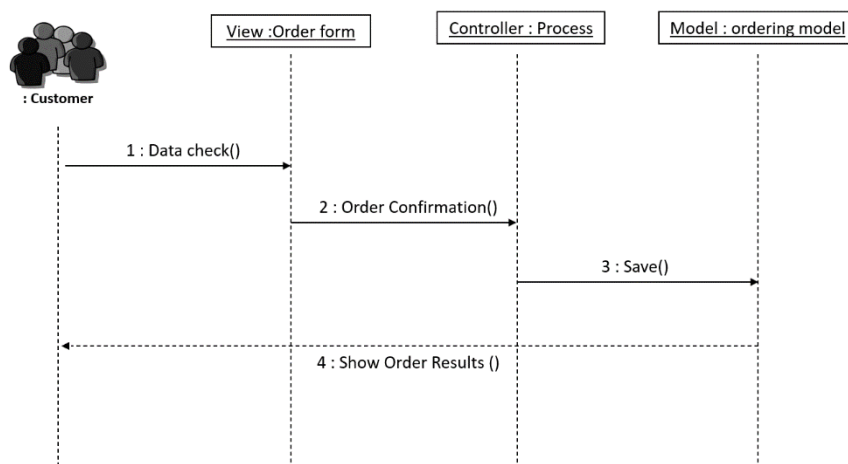 View :Order form
Controller : Process
Model : ordering model
: Customer
1 : Data check()
2 : Order Confirmation()
3 : Save()
4 : Show Order Results ()